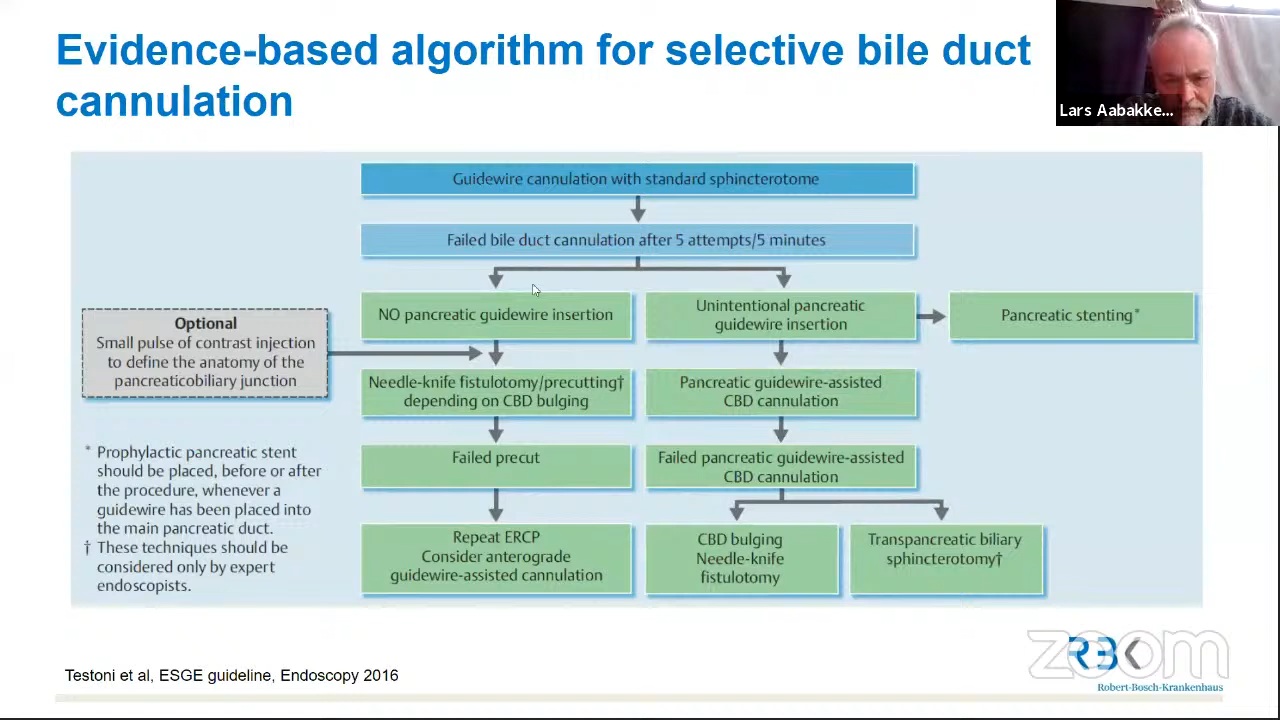 Evidence-based algorithm for selective bile duct
cannulation
Lars Aabakke...
Guidewire cannulation with standard sphincterotome
Failed bile duct cannulation after 5 attempts/5 minutes
NO pancreatic guidewire insertion
Unintentional pancreatic
guidewire insertion
Pancreatic stenting*
Optional
Small pulse of contrast injection
to define the anatomy of the
pancreaticobiliary junction
Needle-knife fistulotomy/precutting†
depending on CBD bulging
Pancreatic guidewire-assisted
CBD cannulation
Failed precut
Failed pancreatic guidewire-assisted
CBD cannulation
Repeat ERCP
Consider anterograde
guidewire-assisted cannulation
CBD bulging
Needle-knife
fistulotomy
Transpancreatic biliary
sphincterotomy†
* Prophylactic pancreatic stent
should be placed, before or after
the procedure, whenever a
guidewire has been placed into
the main pancreatic duct.
† These techniques should be
considered only by expert
endoscopists.
Testoni et al, ESGE guideline, Endoscopy 2016
zoom
RBK
Robert-Bosch-Krankenhaus